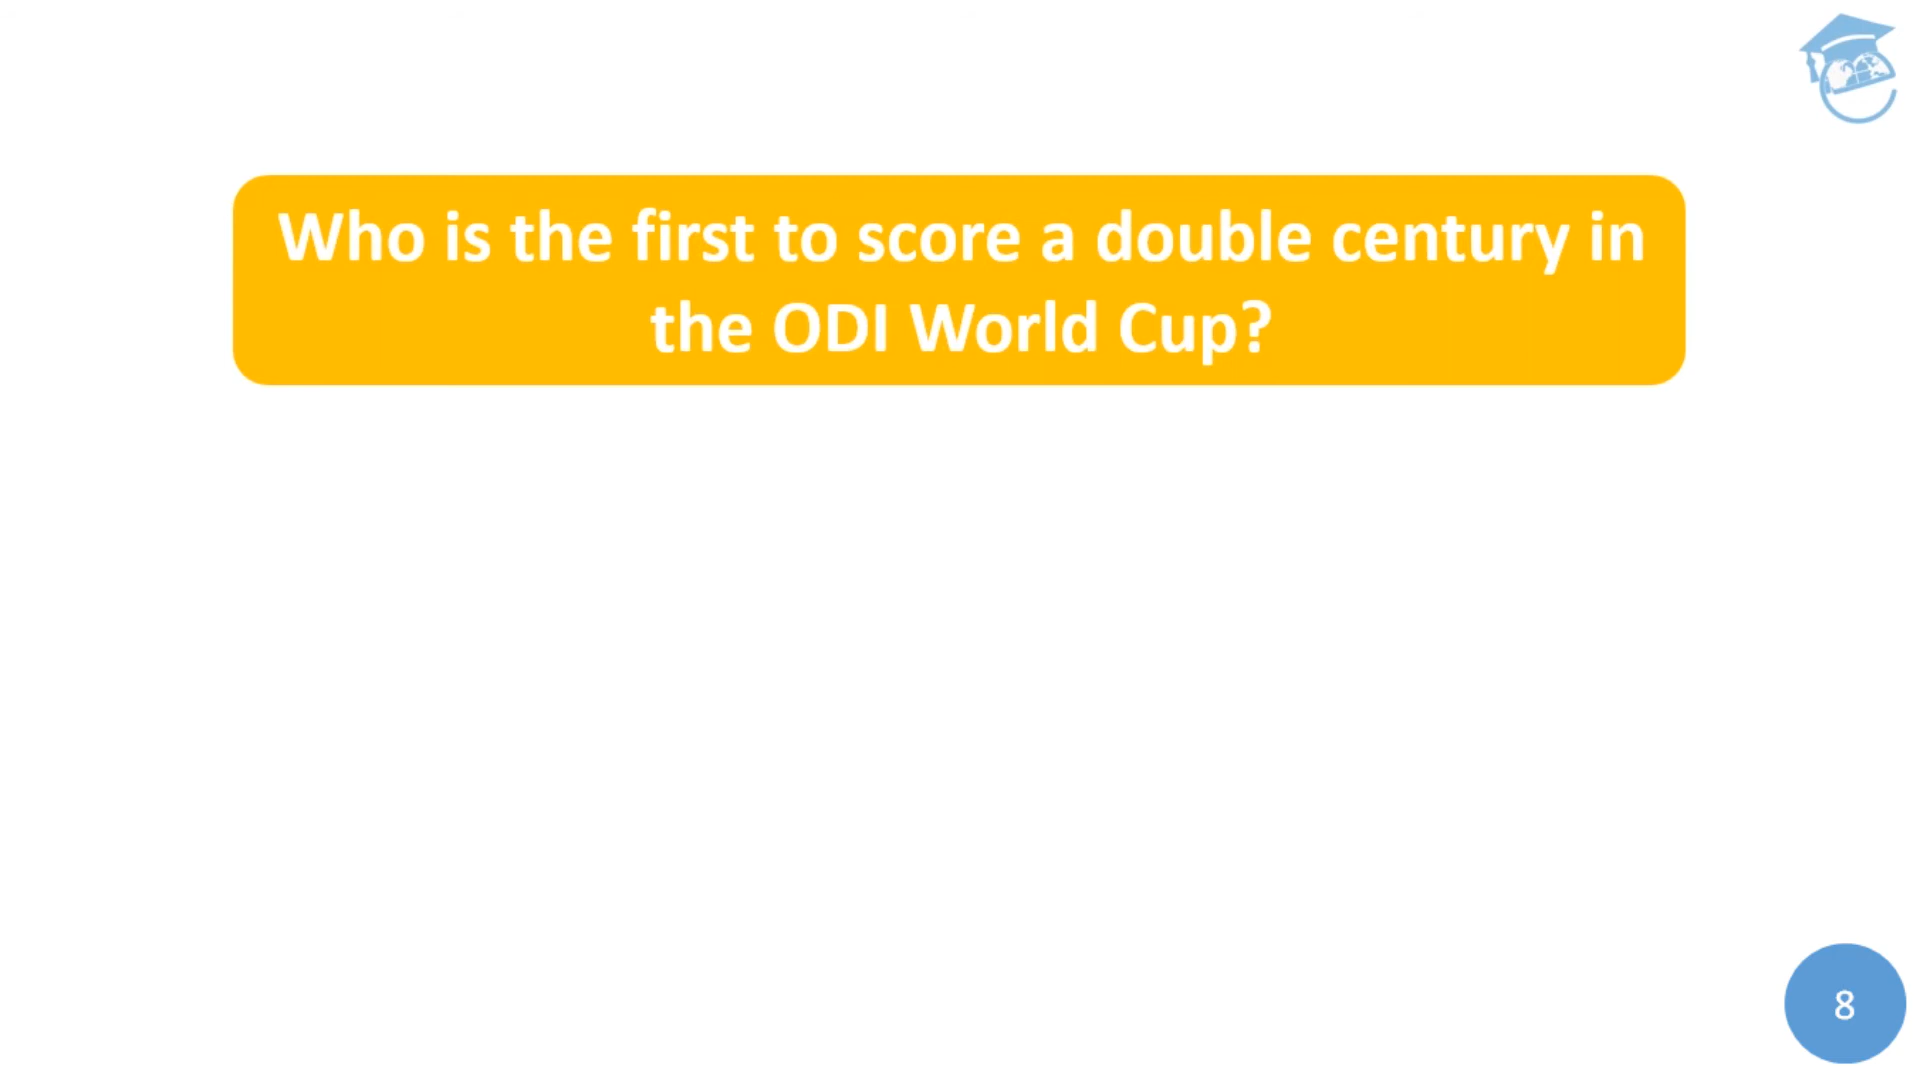 Who is the first to score a double century in
the ODI World Cup?
8